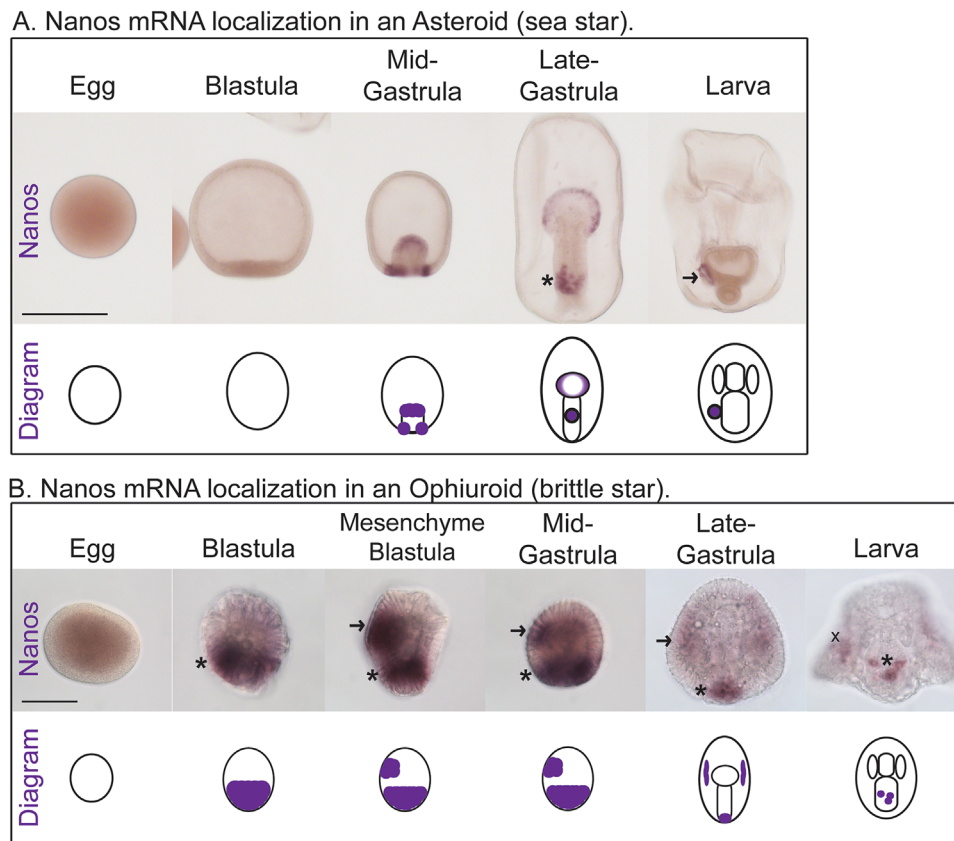 A. Nanos mRNA localization in an Asteroid (sea star).
Egg
Blastula
Mid-
Gastrula
Late-
Gastrula
Larva
Nanos
*
Diagram
B. Nanos mRNA localization in an Ophiuroid (brittle star).
Egg
Blastula
Mesenchyme
Blastula
Mid-
Gastrula
Late-
Gastrula
Larva
Nanos
*
*
*
*
x
*
Diagram